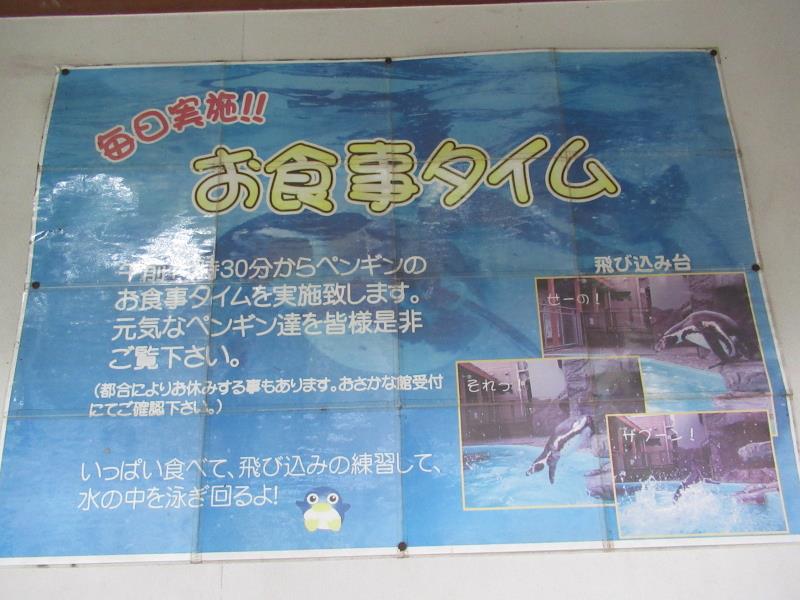 毎日実施!!
お食事タイム
午前 時30分からペンギンの
お食事タイムを実施致します。
元気なペンギン達を皆様是非
ご覧下さい。
(都合によりお休みする事もあります。おさかな館受付
にてご確認下さい。)
いっぱい食べて、飛び込みの練習して、
水の中を泳ぎ回るよ!
飛び込み台
せーの!
それっ!
ザブーン!